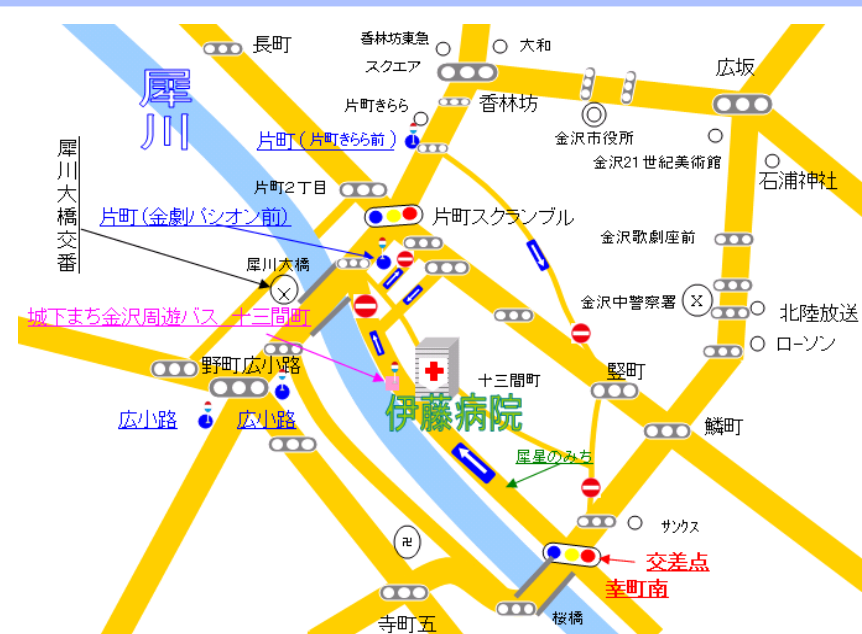 長町
香林坊東急
スクエア
大和
広坂
犀川
片町きらら
香林坊
金沢市役所
片町(片町きらら前)
金沢21世紀美術館
石浦神社
犀川大橋交番
片町2丁目
片町(金劇パシオン前)
片町スクランブル
金沢歌劇座前
犀川大橋
X
金沢中警察署
X
北陸放送
城下まち金沢周遊バス 十三間町
ローソン
野町広小路
十三間町
竪町
伊藤病院
広小路
広小路
鱗町
犀星のみち
サンクス
卍
交差点
幸町南
寺町五
桜橋